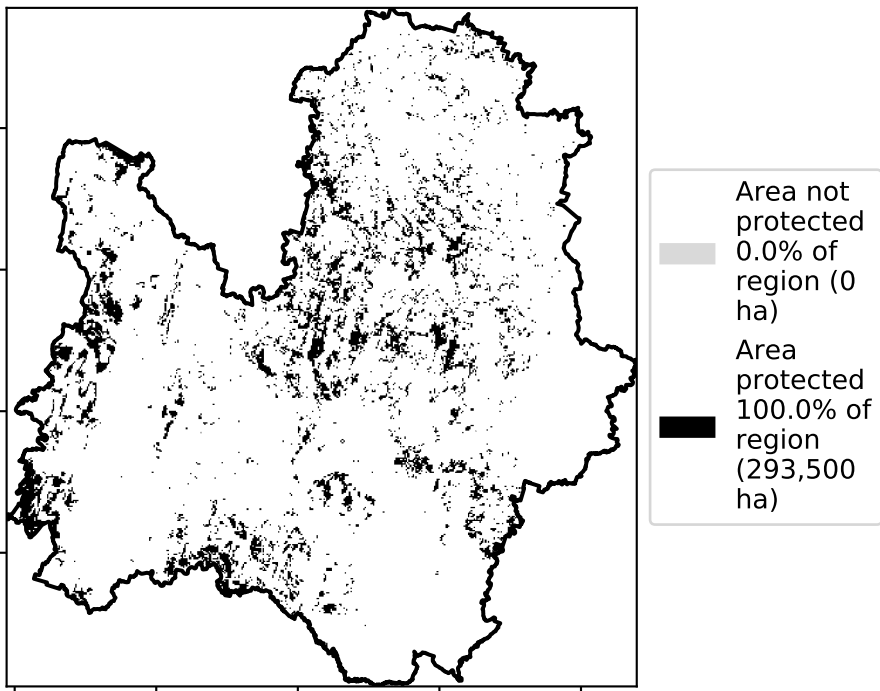 Area not
protected
0.0% of
region (0
ha)
Area
protected
100.0% of
region
(293,500
ha)